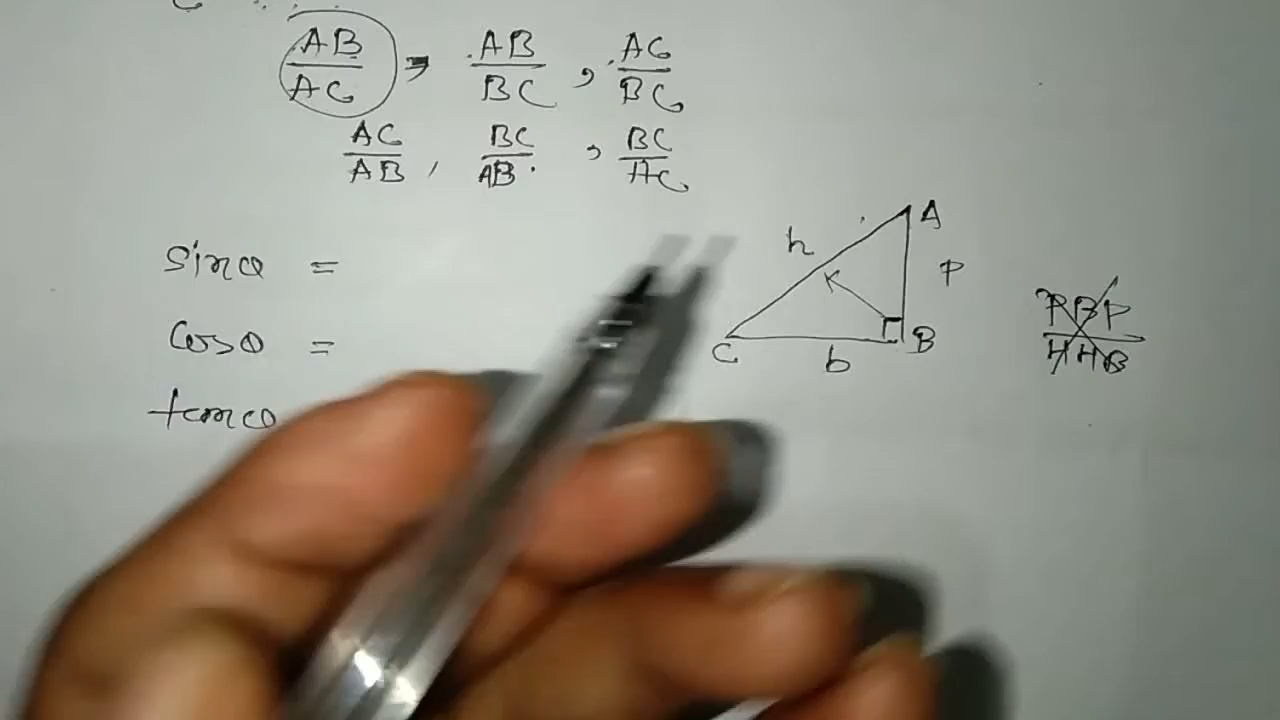 AB/AC , AB/BC , AC/BC
AC/AB , BC/AB . , BC/AC
sinθ =
cosθ =
tanθ
A
h
P
C
b
B
PBP
HHB